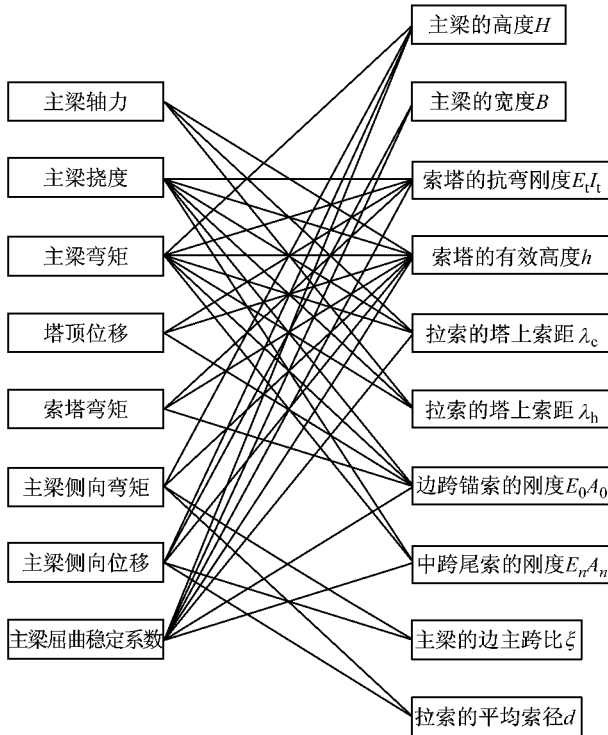 主梁轴力
主梁挠度
主梁弯矩
塔顶位移
索塔弯矩
主梁侧向弯矩
主梁侧向位移
主梁屈曲稳定系数
主梁的高度H
主梁的宽度B
索塔的抗弯刚度EtIt
索塔的有效高度h
拉索的塔上索距λc
拉索的塔上索距λh
边跨锚索的刚度E0A0
中跨尾索的刚度EnAn
主梁的边主跨比ξ
拉索的平均索径d